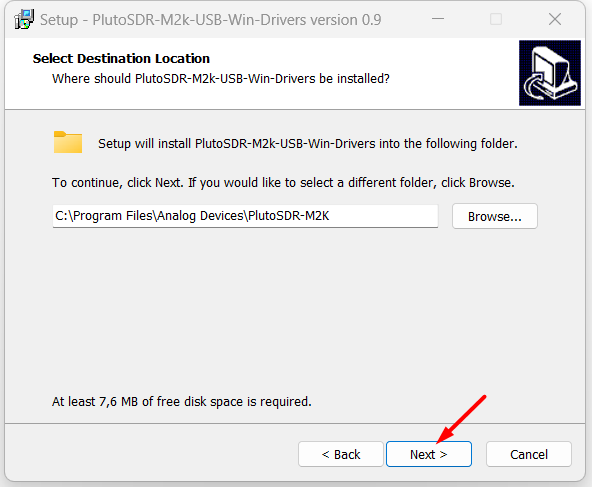 Setup - PlutoSDR-M2k-USB-Win-Drivers version 0.9
Select Destination Location
Where should PlutoSDR-M2k-USB-Win-Drivers be installed?
Setup will install PlutoSDR-M2k-USB-Win-Drivers into the following folder.
To continue, click Next. If you would like to select a different folder, click Browse.
C:\Program Files\Analog Devices\PlutoSDR-M2K
Browse...
At least 7,6 MB of free disk space is required.
< Back
Next >
Cancel